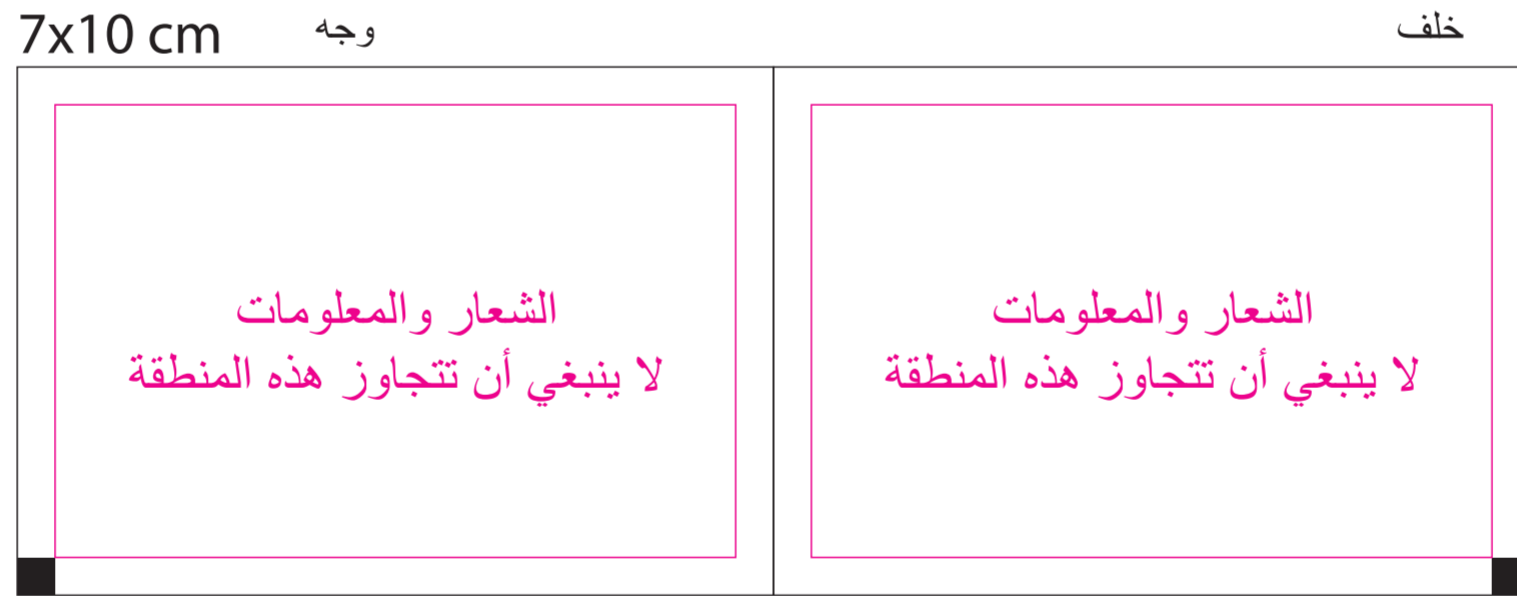 7x10 cm وجه خلف
الشعار والمعلومات
لا ينبغي أن تتجاوز هذه المنطقة
الشعار والمعلومات
لا ينبغي أن تتجاوز هذه المنطقة